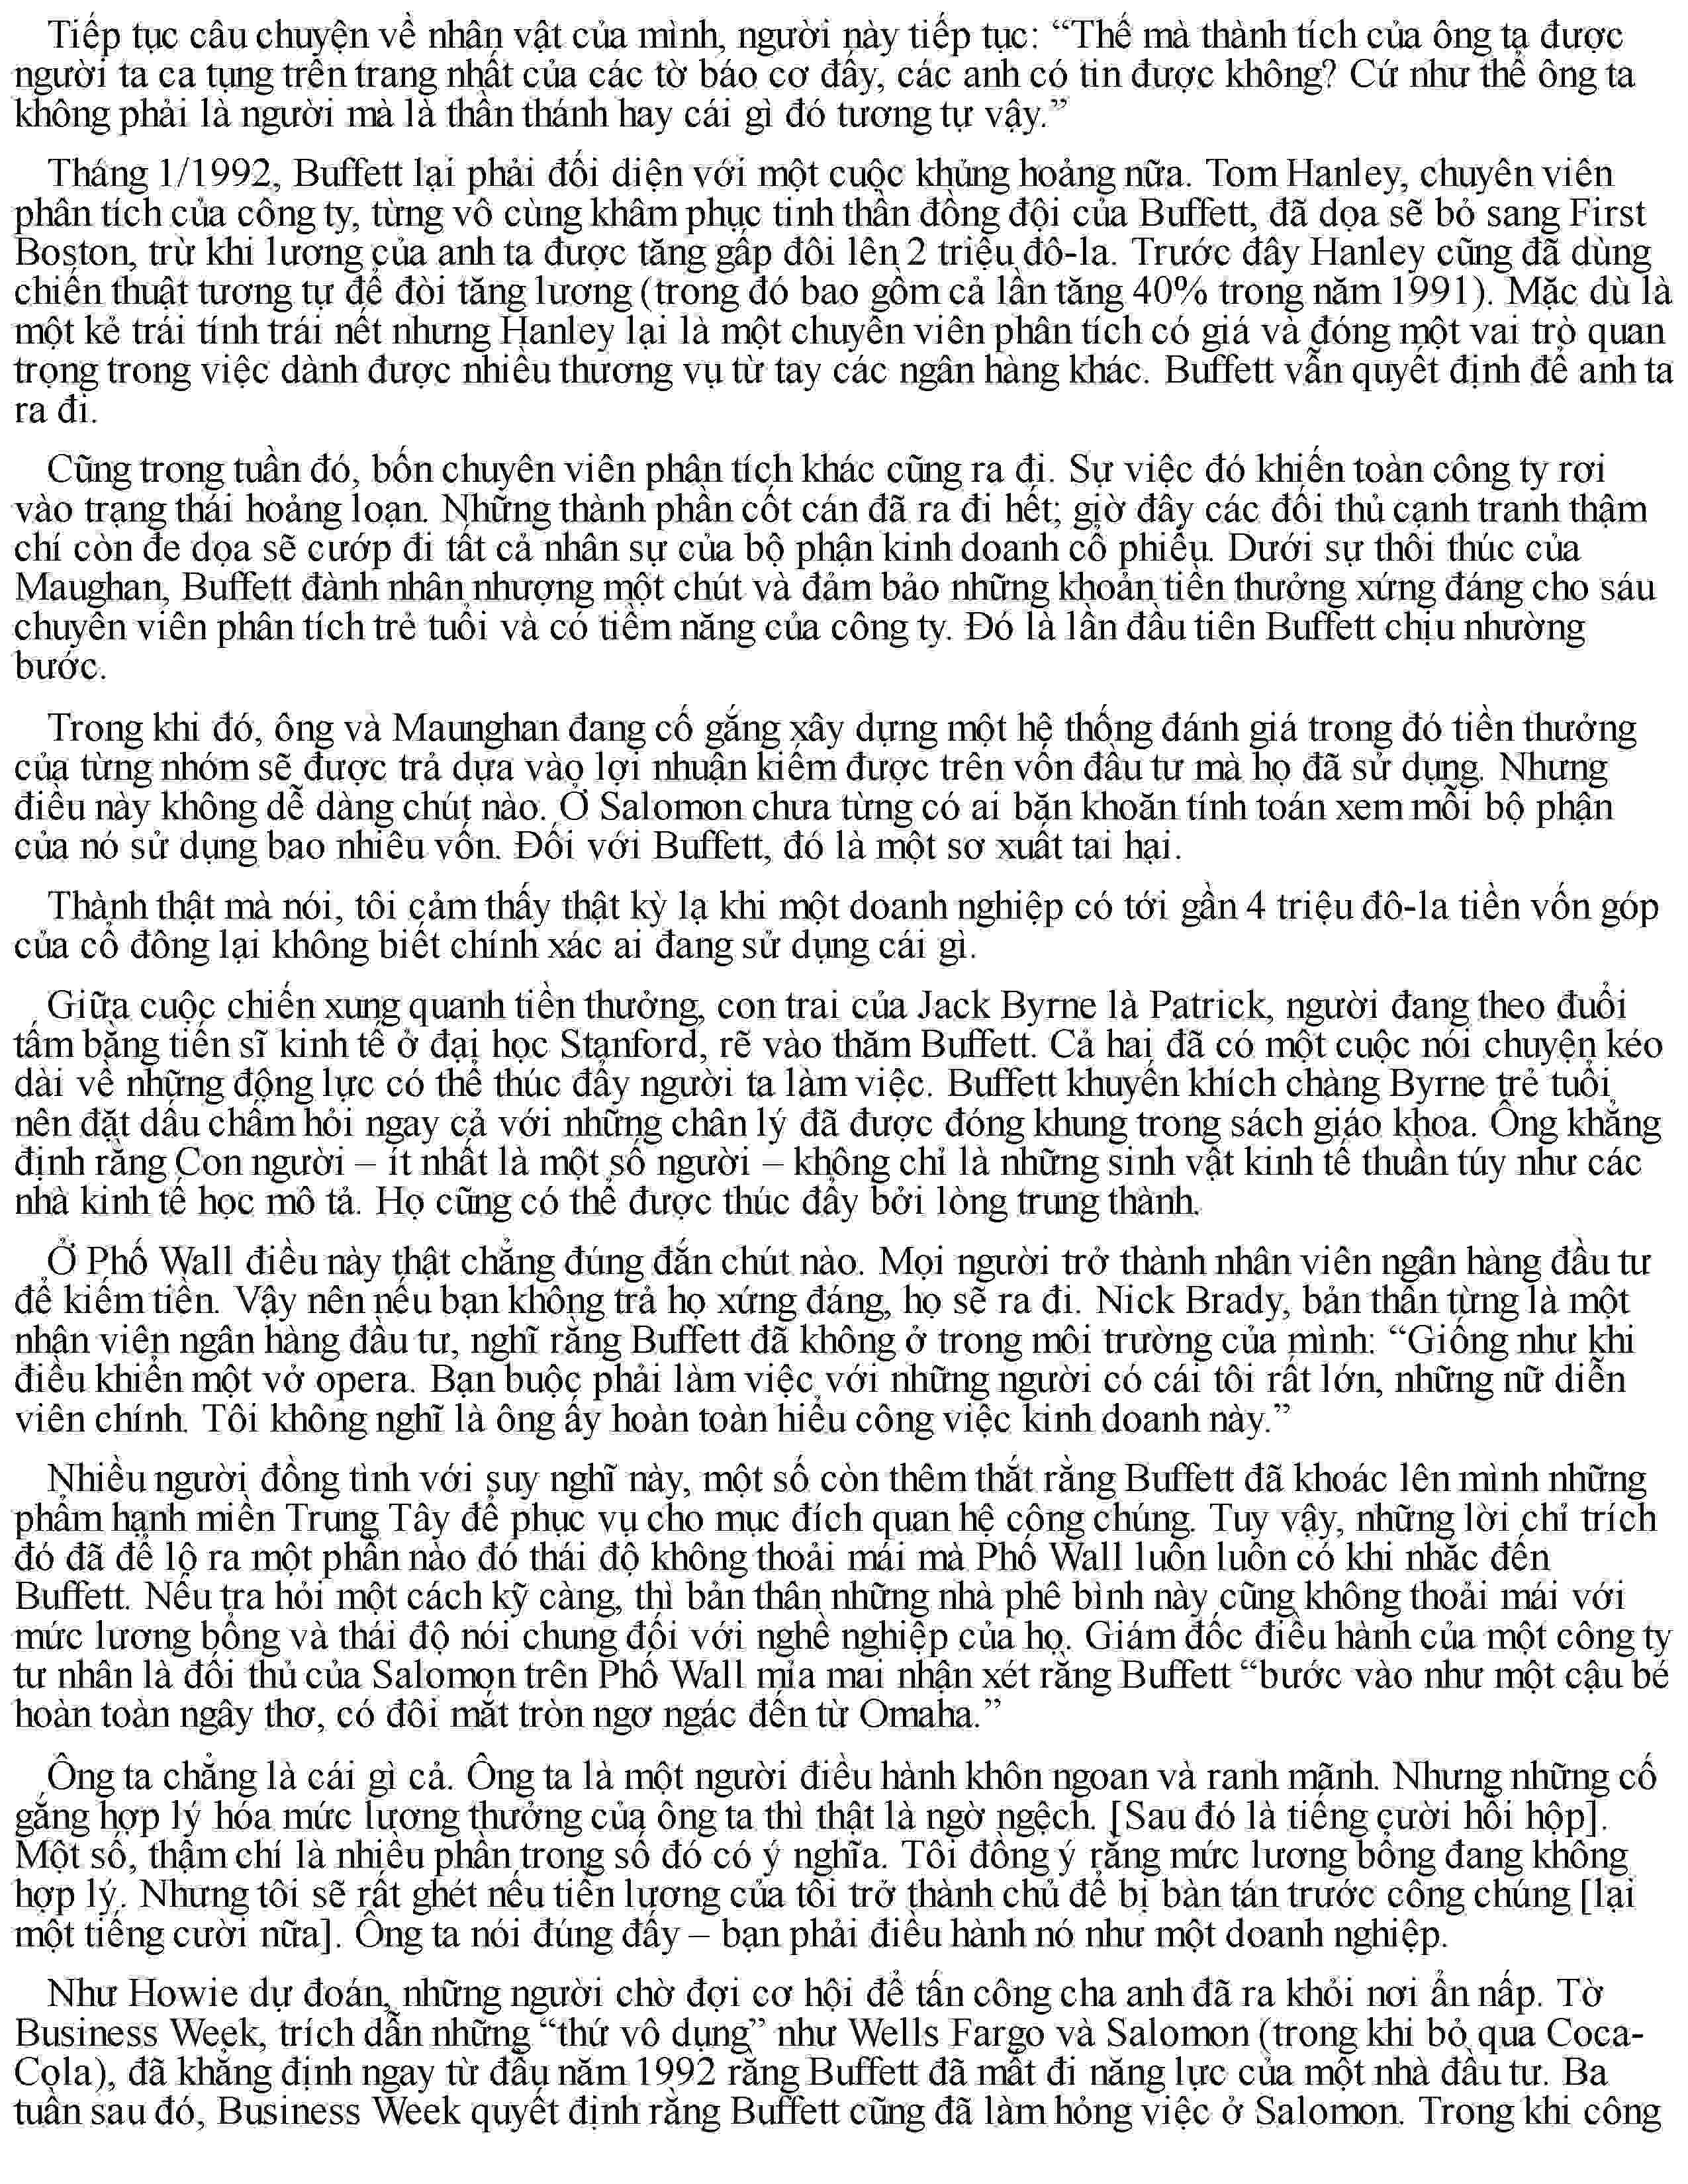 Tiếp tục câu chuyện về nhân vật của mình, người này tiếp tục: “Thế mà thành tích của ông ta được
người ta ca tụng trên trang nhất của các tờ báo cơ đấy, các anh có tin được không? Cứ như thể ông ta
không phải là người mà là thần thánh hay cái gì đó tương tự vậy.”
Tháng 1/1992, Buffett lại phải đối diện với một cuộc khủng hoảng nữa. Tom Hanley, chuyên viên
phân tích của công ty, từng vô cùng khâm phục tinh thần đồng đội của Buffett, đã dọa sẽ bỏ sang First
Boston, trừ khi lương của anh ta được tăng gấp đôi lên 2 triệu đô-la. Trước đây Hanley cũng đã dùng
chiến thuật tương tự để đòi tăng lương (trong đó bao gồm cả lần tăng 40% trong năm 1991). Mặc dù là
một kẻ trái tính trái nết nhưng Hanley lại là một chuyên viên phân tích có giá và đóng một vai trò quan
trọng trong việc dành được nhiều thương vụ từ tay các ngân hàng khác. Buffett vẫn quyết định để anh ta
ra đi.
Cũng trong tuần đó, bốn chuyên viên phân tích khác cũng ra đi. Sự việc đó khiến toàn công ty rơi
vào trạng thái hoảng loạn. Những thành phần cốt cán đã ra đi hết; giờ đây các đối thủ cạnh tranh thậm
chí còn đe dọa sẽ cướp đi tất cả nhân sự của bộ phận kinh doanh cổ phiếu. Dưới sự thôi thúc của
Maughan, Buffett đành nhân nhượng một chút và đảm bảo những khoản tiền thưởng xứng đáng cho sáu
chuyên viên phân tích trẻ tuổi và có tiềm năng của công ty. Đó là lần đầu tiên Buffett chịu nhường
bước.
Trong khi đó, ông và Maunghan đang cố gắng xây dựng một hệ thống đánh giá trong đó tiền thưởng
của từng nhóm sẽ được trả dựa vào lợi nhuận kiếm được trên vốn đầu tư mà họ đã sử dụng. Nhưng
điều này không dễ dàng chút nào. Ở Salomon chưa từng có ai băn khoăn tính toán xem mỗi bộ phận
của nó sử dụng bao nhiêu vốn. Đối với Buffett, đó là một sơ xuất tai hại.
Thành thật mà nói, tôi cảm thấy thật kỳ lạ khi một doanh nghiệp có tới gần 4 triệu đô-la tiền vốn góp
của cổ đông lại không biết chính xác ai đang sử dụng cái gì.
Giữa cuộc chiến xung quanh tiền thưởng, con trai của Jack Byrne là Patrick, người đang theo đuổi
tấm bằng tiến sĩ kinh tế ở đại học Stanford, rẽ vào thăm Buffett. Cả hai đã có một cuộc nói chuyện kéo
dài về những động lực có thể thúc đẩy người ta làm việc. Buffett khuyến khích chàng Byrne trẻ tuổi
nên đặt dấu chấm hỏi ngay cả với những chân lý đã được đóng khung trong sách giáo khoa. Ông khẳng
định rằng Con người – ít nhất là một số người – không chỉ là những sinh vật kinh tế thuần túy như các
nhà kinh tế học mô tả. Họ cũng có thể được thúc đẩy bởi lòng trung thành.
Ở Phố Wall điều này thật chẳng đúng đắn chút nào. Mọi người trở thành nhân viên ngân hàng đầu tư
để kiếm tiền. Vậy nên nếu bạn không trả họ xứng đáng, họ sẽ ra đi. Nick Brady, bản thân từng là một
nhận viên ngân hàng đầu tư, nghĩ rằng Buffett đã không ở trong môi trường của mình: “Giống như khi
điều khiển một vở opera. Bạn buộc phải làm việc với những người có cái tôi rất lớn, những nữ diễn
viên chính. Tôi không nghĩ là ông ấy hoàn toàn hiểu công việc kinh doanh này.”
Nhiều người đồng tình với suy nghĩ này, một số còn thêm thắt rằng Buffett đã khoác lên mình những
phẩm hạnh miền Trung Tây để phục vụ cho mục đích quan hệ công chúng. Tuy vậy, những lời chỉ trích
đó đã để lộ ra một phần nào đó thái độ không thoải mái mà Phố Wall luôn luôn có khi nhắc đến
Buffett. Nếu tra hỏi một cách kỹ càng, thì bản thân những nhà phê bình này cũng không thoải mái với
mức lương bổng và thái độ nói chung đối với nghề nghiệp của họ. Giám đốc điều hành của một công ty
tư nhân là đối thủ của Salomon trên Phố Wall mỉa mai nhận xét rằng Buffett “bước vào như một cậu bé
hoàn toàn ngây thơ, có đôi mắt tròn ngơ ngác đến từ Omaha.”
Ông ta chẳng là cái gì cả. Ông ta là một người điều hành khôn ngoan và ranh mãnh. Nhưng những cố
gắng hợp lý hóa mức lương thưởng của ông ta thì thật là ngờ nghệch. [Sau đó là tiếng cười hồi hộp].
Một số, thậm chí là nhiều phần trong số đó có ý nghĩa. Tôi đồng ý rằng mức lương bổng đang không
hợp lý. Nhưng tôi sẽ rất ghét nếu tiền lương của tôi trở thành chủ đề bị bàn tán trước công chúng [lại
một tiếng cười nữa]. Ông ta nói đúng đấy – bạn phải điều hành nó như một doanh nghiệp.
Như Howie dự đoán, những người chờ đợi cơ hội để tấn công cha anh đã ra khỏi nơi ẩn nấp. Tờ
Business Week, trích dẫn những “thứ vô dụng” như Wells Fargo và Salomon (trong khi bỏ qua Coca-
Cola), đã khẳng định ngay từ đầu năm 1992 rằng Buffett đã mất đi năng lực của một nhà đầu tư. Ba
tuần sau đó, Business Week quyết định rằng Buffett cũng đã làm hỏng việc ở Salomon. Trong khi công